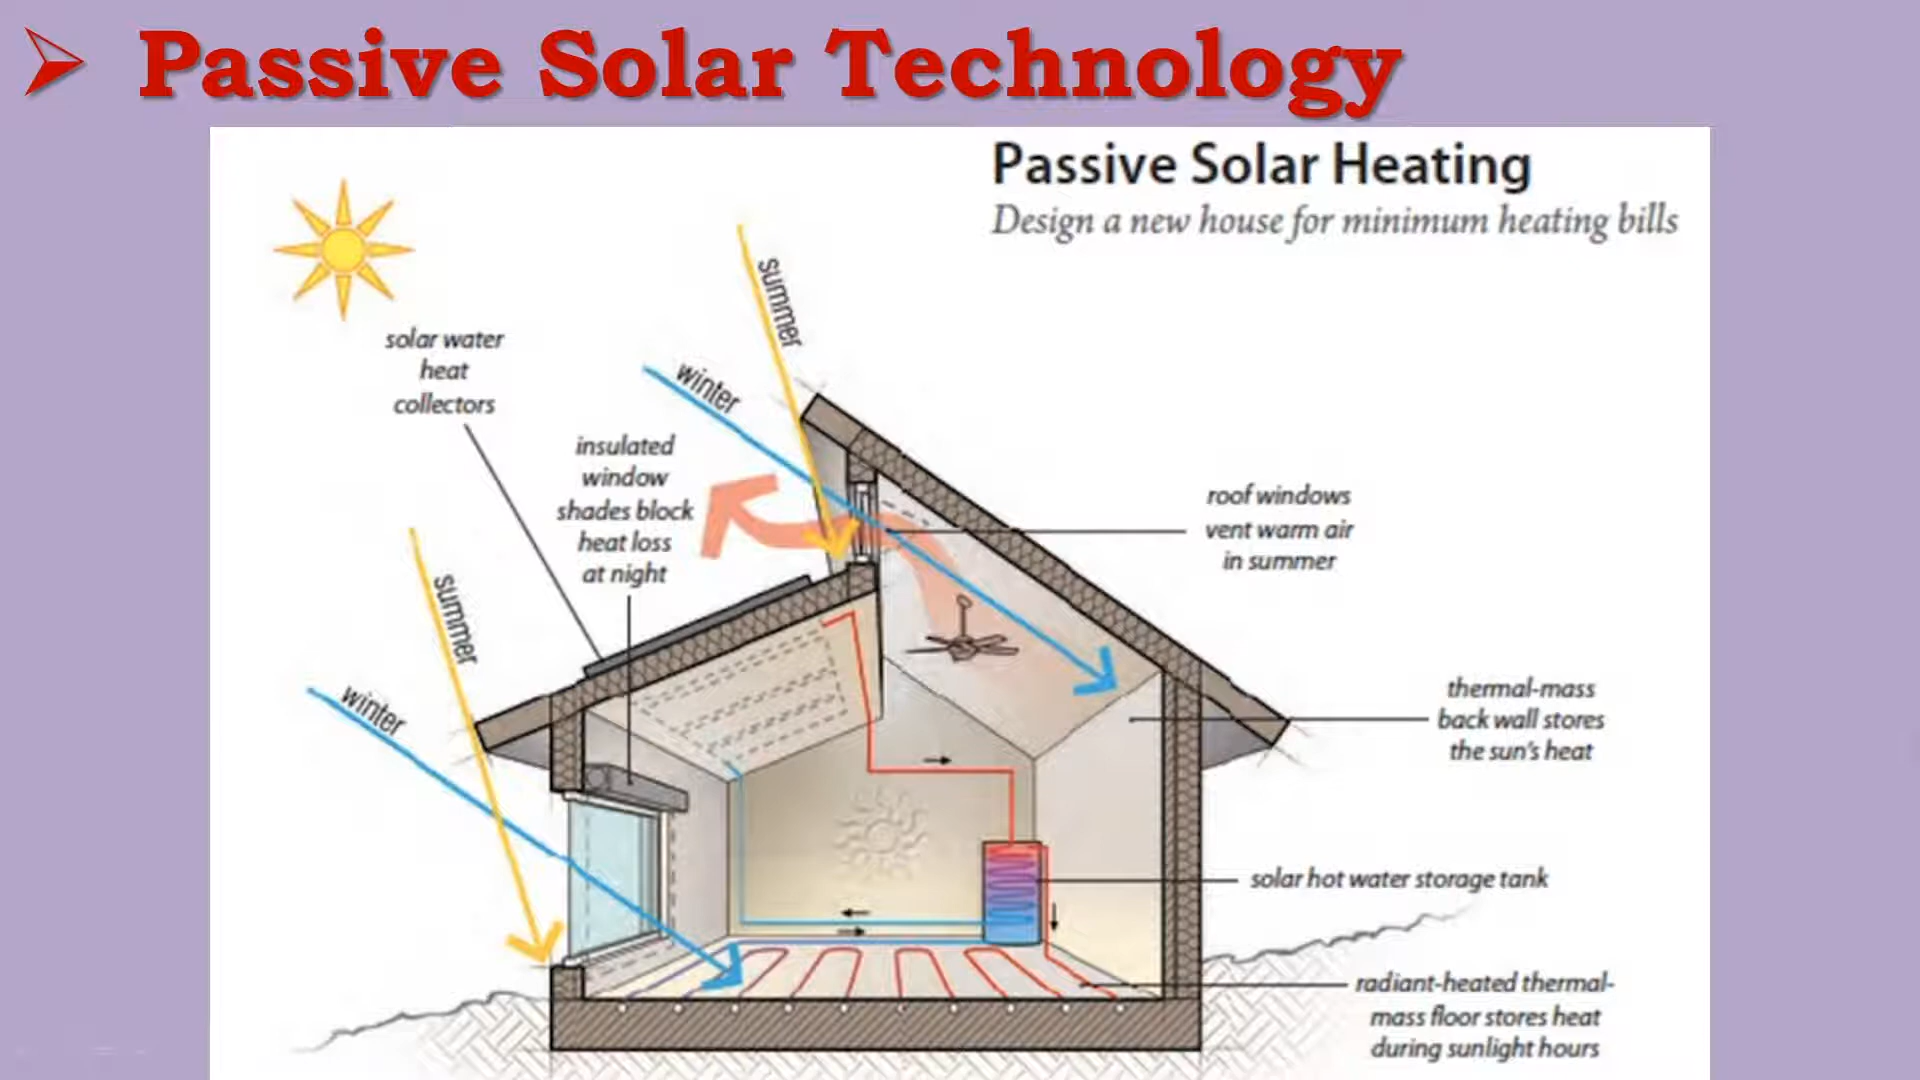 Passive Solar Technology
Passive Solar Heating
Design a new house for minimum heating bills
summer
solar water
heat
collectors
winter
insulated
window
shades block
heat loss
at night
roof windows
vent warm air
in summer
summer
winter
thermal-mass
back wall stores
the sun's heat
solar hot water storage tank
radiant-heated thermal-
mass floor stores heat
during sunlight hours